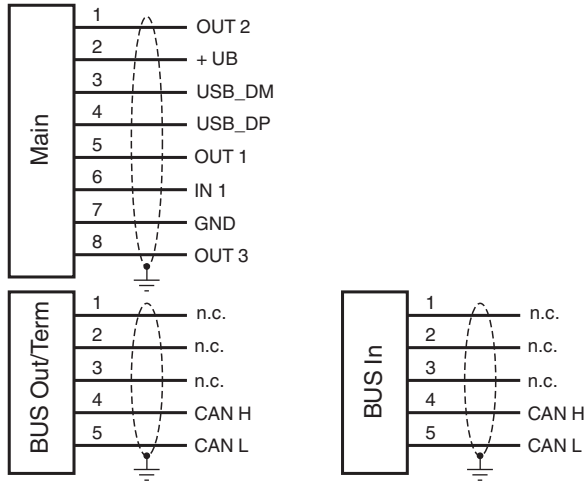 Main
1 OUT 2
2 + UB
3 USB_DM
4 USB_DP
5 OUT 1
6 IN 1
7 GND
8 OUT 3
BUS Out/Term
1 n.c.
2 n.c.
3 n.c.
4 CAN H
5 CAN L
BUS In
1 n.c.
2 n.c.
3 n.c.
4 CAN H
5 CAN L